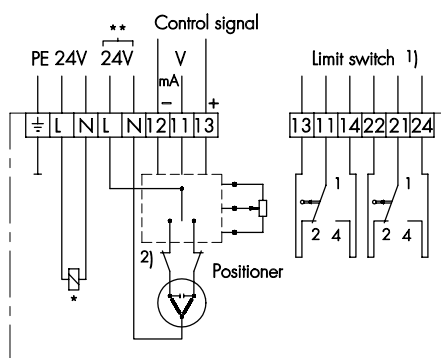 **
Control signal
PE 24V 24V V
Limit switch 1)
mA
– +
L N L N 12 11 13
13 11 14 22 21 24
1 1
2 4 2 4
2)
Positioner
*